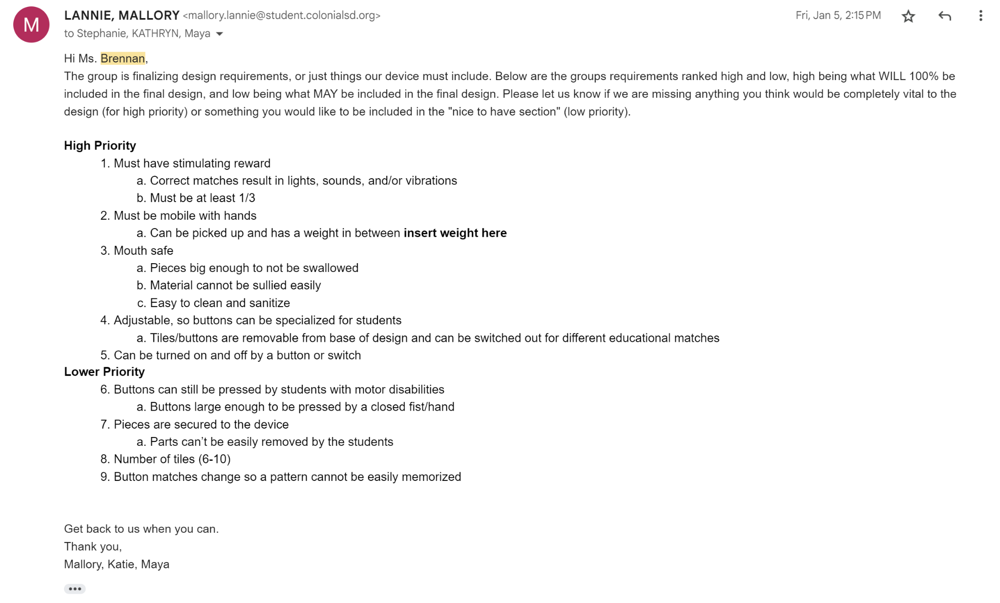 M
LANNIE, MALLORY <mallory.lannie@student.colonialsd.org>
Fri, Jan 5, 2:15 PM
to Stephanie, KATHRYN, Maya
Hi Ms. Brennan,
The group is finalizing design requirements, or just things our device must include. Below are the groups requirements ranked high and low, high being what WILL 100% be
included in the final design, and low being what MAY be included in the final design. Please let us know if we are missing anything you think would be completely vital to the
design (for high priority) or something you would like to be included in the "nice to have section" (low priority).
High Priority
1. Must have stimulating reward
a. Correct matches result in lights, sounds, and/or vibrations
b. Must be at least 1/3
2. Must be mobile with hands
a. Can be picked up and has a weight in between insert weight here
3. Mouth safe
a. Pieces big enough to not be swallowed
b. Material cannot be sullied easily
c. Easy to clean and sanitize
4. Adjustable, so buttons can be specialized for students
a. Tiles/buttons are removable from base of design and can be switched out for different educational matches
5. Can be turned on and off by a button or switch
Lower Priority
6. Buttons can still be pressed by students with motor disabilities
a. Buttons large enough to be pressed by a closed fist/hand
7. Pieces are secured to the device
a. Parts can’t be easily removed by the students
8. Number of tiles (6-10)
9. Button matches change so a pattern cannot be easily memorized
Get back to us when you can.
Thank you,
Mallory, Katie, Maya